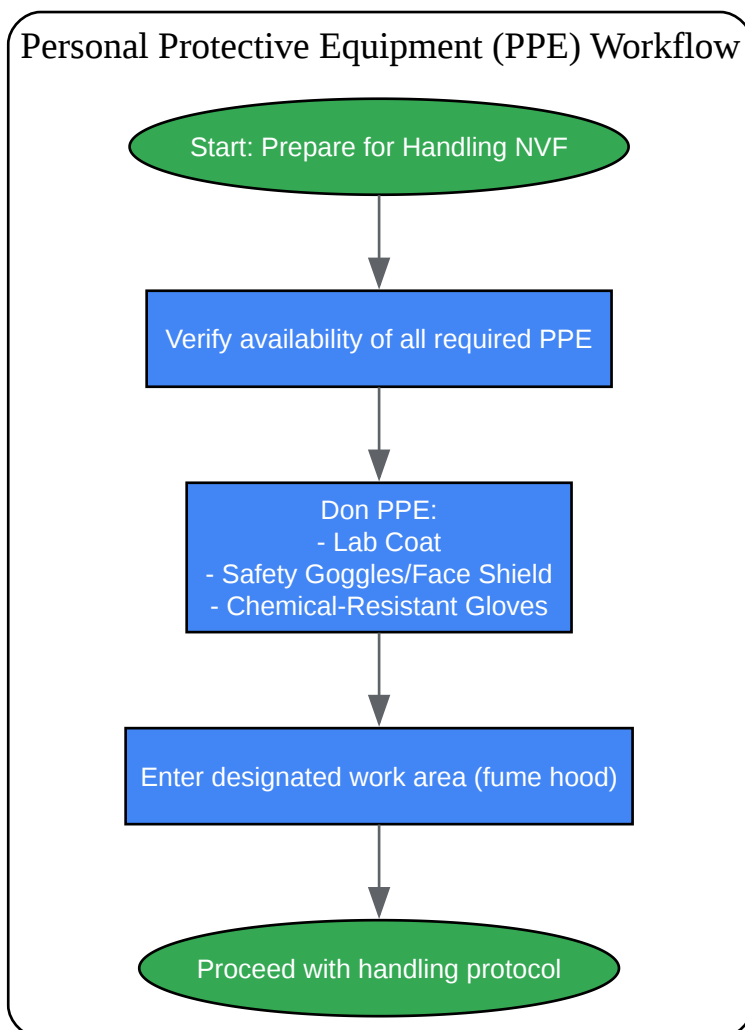 Personal Protective Equipment (PPE) Workflow
Start: Prepare for Handling NVF
Verify availability of all required PPE
Don PPE:
- Lab Coat
- Safety Goggles/Face Shield
- Chemical-Resistant Gloves
Enter designated work area (fume hood)
Proceed with handling protocol